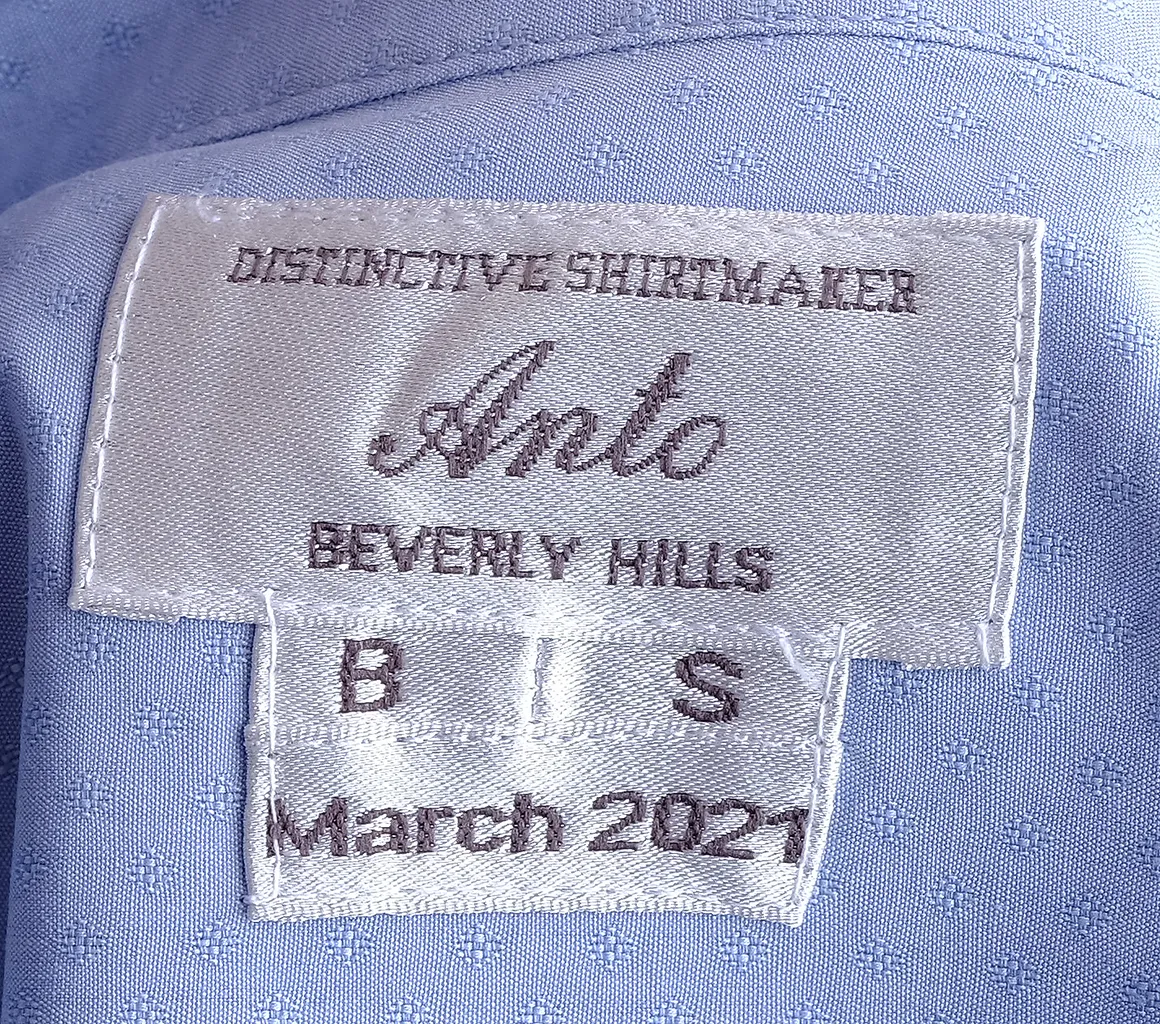 DISTINCTIVE SHIRTMAKER
Anto
BEVERLY HILLS
B S
March 2021